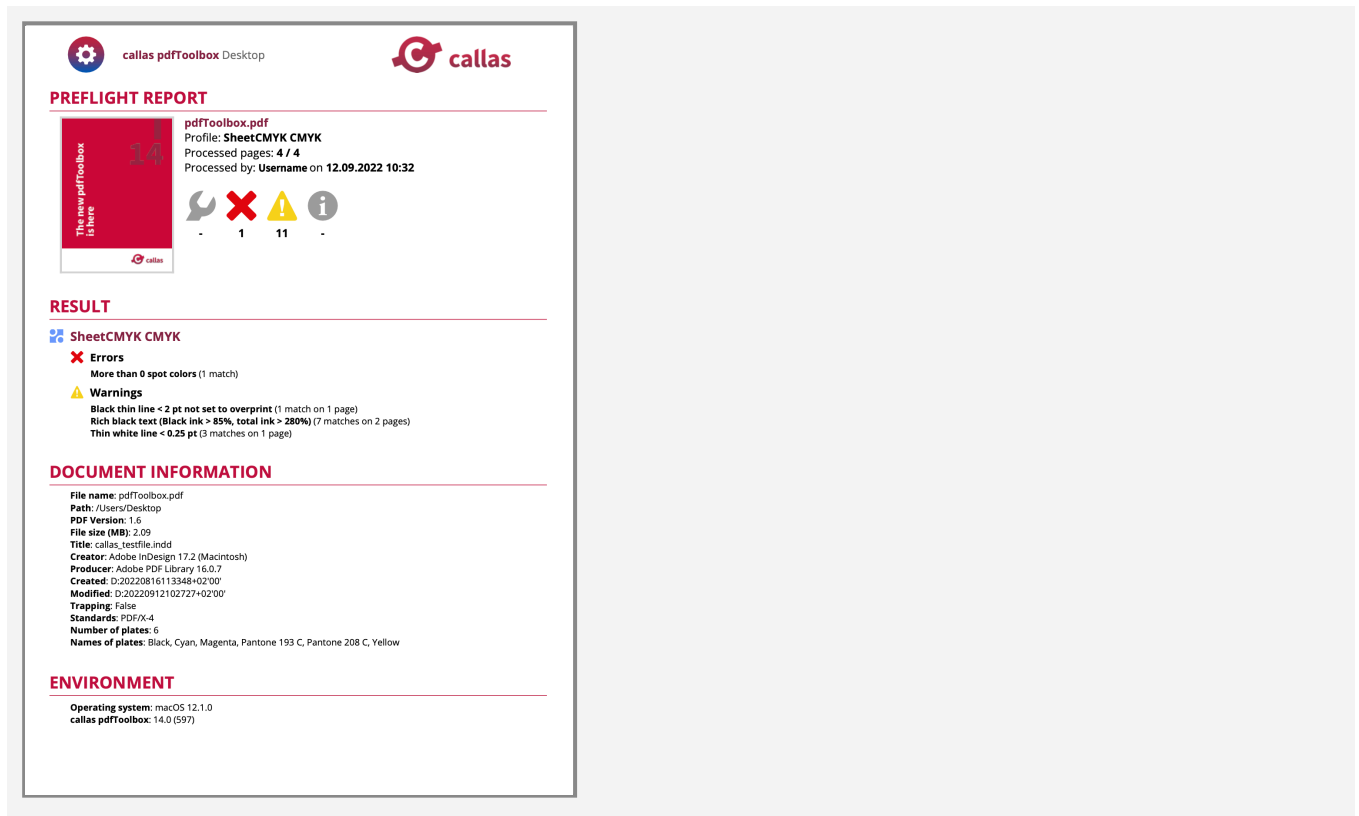 callas pdfToolbox Desktop
callas
PREFLIGHT REPORT
The new pdfToolbox
is here
14
callas
pdfToolbox.pdf
Profile: SheetCMYK CMYK
Processed pages: 4 / 4
Processed by: Username on 12.09.2022 10:32
- 1 11 -
RESULT
SheetCMYK CMYK
Errors
More than 0 spot colors (1 match)
Warnings
Black thin line < 2 pt not set to overprint (1 match on 1 page)
Rich black text (Black ink > 85%, total ink > 280%) (7 matches on 2 pages)
Thin white line < 0.25 pt (3 matches on 1 page)
DOCUMENT INFORMATION
File name: pdfToolbox.pdf
Path: /Users/Desktop
PDF Version: 1.6
File size (MB): 2.09
Title: callas_testfile.indd
Creator: Adobe InDesign 17.2 (Macintosh)
Producer: Adobe PDF Library 16.0.7
Created: D:20220816113348+02'00'
Modified: D:20220912102727+02'00'
Trapping: False
Standards: PDF/X-4
Number of plates: 6
Names of plates: Black, Cyan, Magenta, Pantone 193 C, Pantone 208 C, Yellow
ENVIRONMENT
Operating system: macOS 12.1.0
callas pdfToolbox: 14.0 (597)